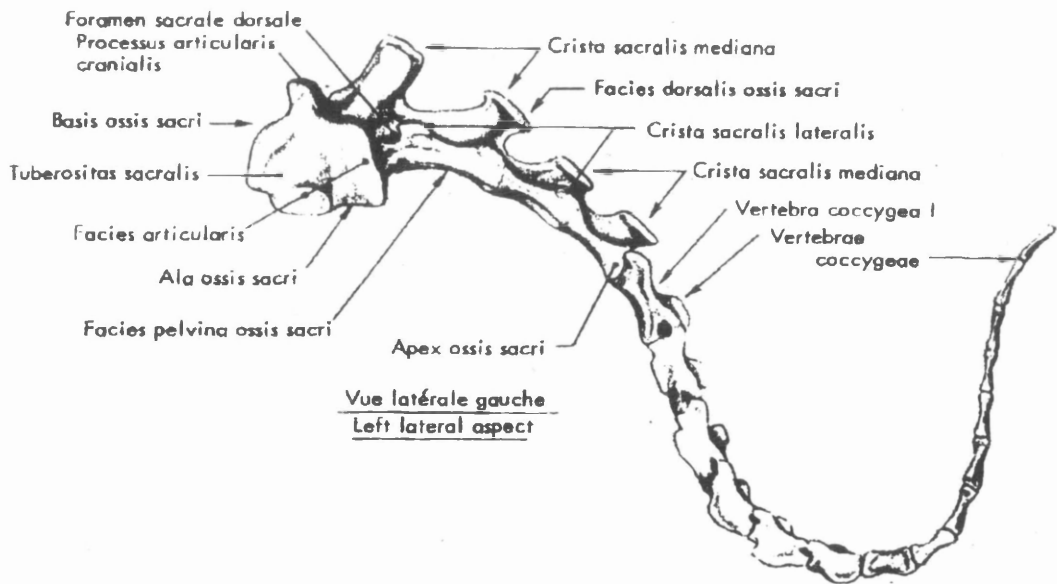 Foramen sacrale dorsale
Processus articularis
cranialis
Crista sacralis mediana
Facies dorsalis ossis sacri
Basis ossis sacri
Crista sacralis lateralis
Tuberositas sacralis
Crista sacralis mediana
Vertebra coccygea I
Facies articularis
Vertebrae
coccygeae
Ala ossis sacri
Facies pelvina ossis sacri
Apex ossis sacri
Vue latérale gauche
Left lateral aspect